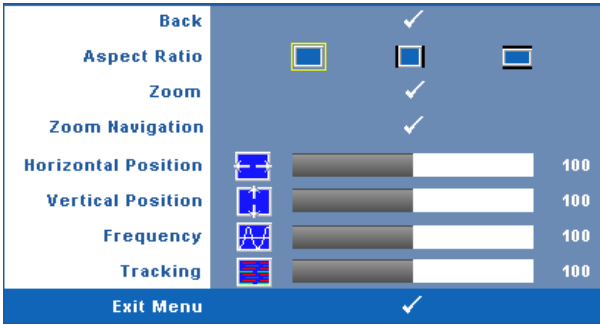 Back
Aspect Ratio
Zoom
Zoom Navigation
Horizontal Position 100
Vertical Position 100
Frequency 100
Tracking 100
Exit Menu